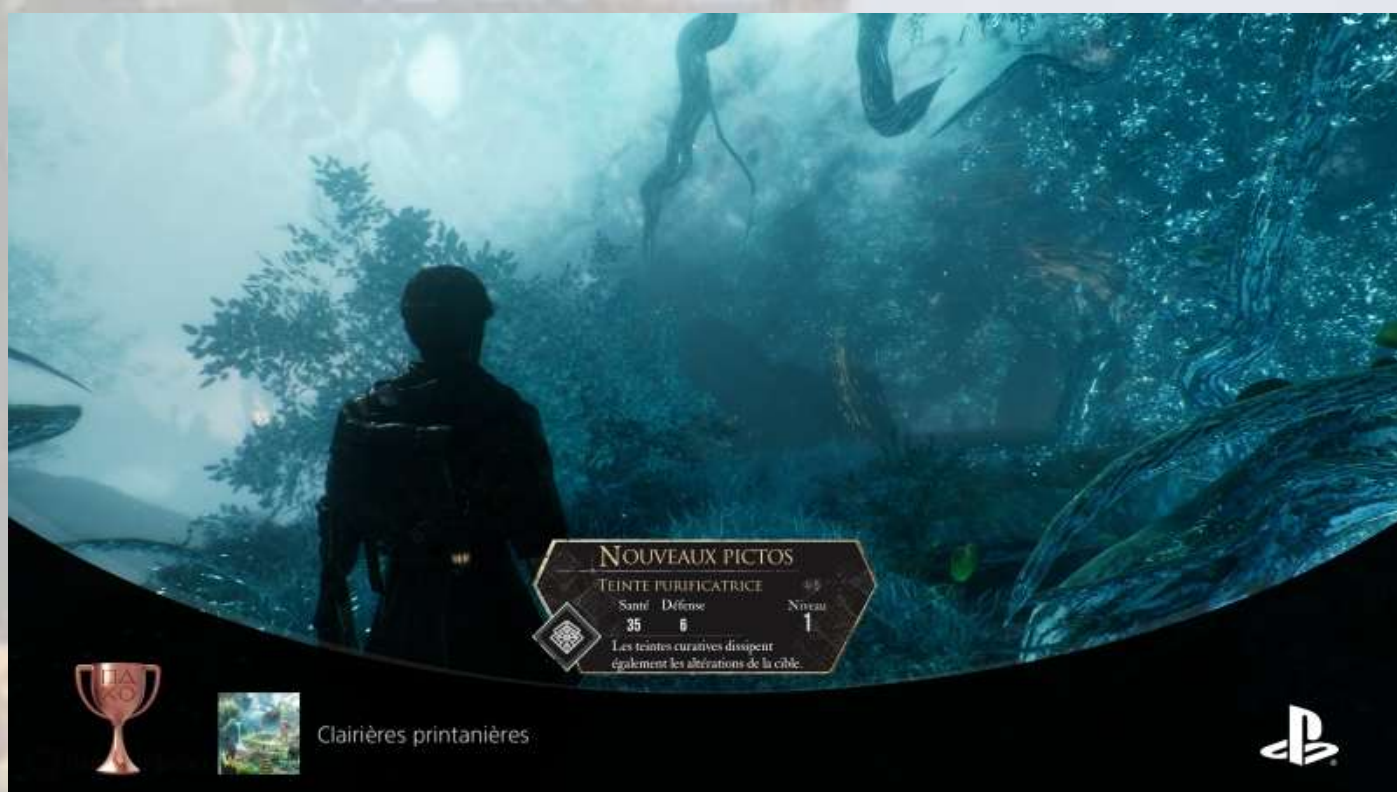 NOUVEAUX PICTOS
TEINTE PURIFICATRICE
Santé Défense Niveau
35 6 1
Les teintes curatives dissipent
également les altérations de la cible.
Clairières printanières